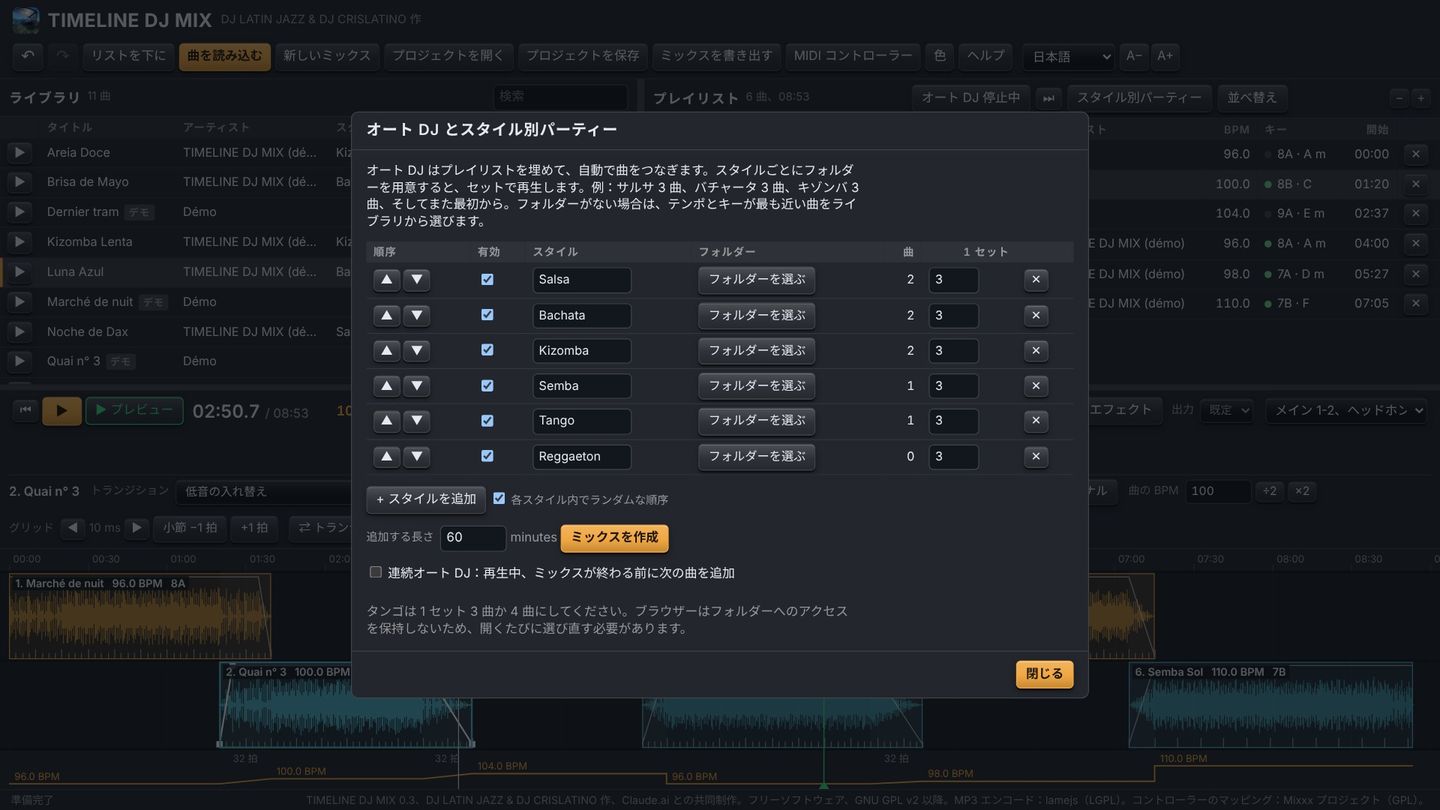 TIMELINE DJ MIX DJ LATIN JAZZ & DJ CRISLATINO 作
リストを下に 曲を読み込む 新しいミックス プロジェクトを開く プロジェクトを保存 ミックスを書き出す MIDI コントローラー 色 ヘルプ 日本語 A− A+
ライブラリ 11 曲 検索
プレイリスト 6 曲、08:53 オート DJ 停止中 スタイル別パーティー 並べ替え − +
タイトル アーティスト
BPM キー 開始
Areia Doce TIMELINE DJ MIX (dé... Kiz
96.0 8A · A m 00:00 ✕
Brisa de Mayo TIMELINE DJ MIX (dé... Ba
100.0 8B · C 01:20 ✕
Dernier tram デモ Démo
104.0 9A · E m 02:37 ✕
Kizomba Lenta TIMELINE DJ MIX (dé... Kiz
E DJ MIX (démo) 96.0 8A · A m 04:00 ✕
Luna Azul TIMELINE DJ MIX (dé... Ba
E DJ MIX (démo) 98.0 7A · D m 05:27 ✕
Marché de nuit デモ Démo
E DJ MIX (démo) 110.0 7B · F 07:05 ✕
Noche de Dax TIMELINE DJ MIX (dé... Sa
Quai n° 3 デモ Démo
オート DJ とスタイル別パーティー
オート DJ はプレイリストを埋めて、自動で曲をつなぎます。スタイルごとにフォルダ
ーを用意すると、セットで再生します。例：サルサ 3 曲、バチャータ 3 曲、キゾンバ 3
曲、そしてまた最初から。フォルダーがない場合は、テンポとキーが最も近い曲をライ
ブラリから選びます。
順序 有効 スタイル フォルダー 曲 1 セット
▲ ▼ Salsa フォルダーを選ぶ 2 3 ✕
▲ ▼ Bachata フォルダーを選ぶ 2 3 ✕
▲ ▼ Kizomba フォルダーを選ぶ 2 3 ✕
▲ ▼ Semba フォルダーを選ぶ 1 3 ✕
▲ ▼ Tango フォルダーを選ぶ 1 3 ✕
▲ ▼ Reggaeton フォルダーを選ぶ 0 3 ✕
+ スタイルを追加 各スタイル内でランダムな順序
追加する長さ 60 minutes ミックスを作成
連続オート DJ：再生中、ミックスが終わる前に次の曲を追加
タンゴは 1 セット 3 曲か 4 曲にしてください。ブラウザーはフォルダーへのアクセス
を保持しないため、開くたびに選び直す必要があります。
閉じる
▶ プレビュー 02:50.7 / 08:53 10
エフェクト 出力 既定 メイン 1-2、ヘッドホン
2. Quai n° 3 トランジション 低音の入れ替え
ナル 曲の BPM 100 ÷2 ×2
グリッド ◀ 10 ms ▶ 小節 −1 拍 +1 拍 ⇄ トラン
00:00 00:30 01:00 01:30 02:0 07:00 07:30 08:00 08:30
1. Marché de nuit 96.0 BPM 8A
2. Quai n° 3 100.0 BPM
6. Semba Sol 110.0 BPM 7B
32 拍 32 拍 32 拍
96.0 BPM 100.0 BPM 104.0 BPM 96.0 BPM 98.0 BPM 110.0 BPM
準備完了
TIMELINE DJ MIX 0.3、DJ LATIN JAZZ & DJ CRISLATINO 作、Claude.ai との共同制作。フリーソフトウェア、GNU GPL v2 以降。MP3 エンコード：lamejs（LGPL）。コントローラーのマッピング：Mixxx プロジェクト（GPL）。